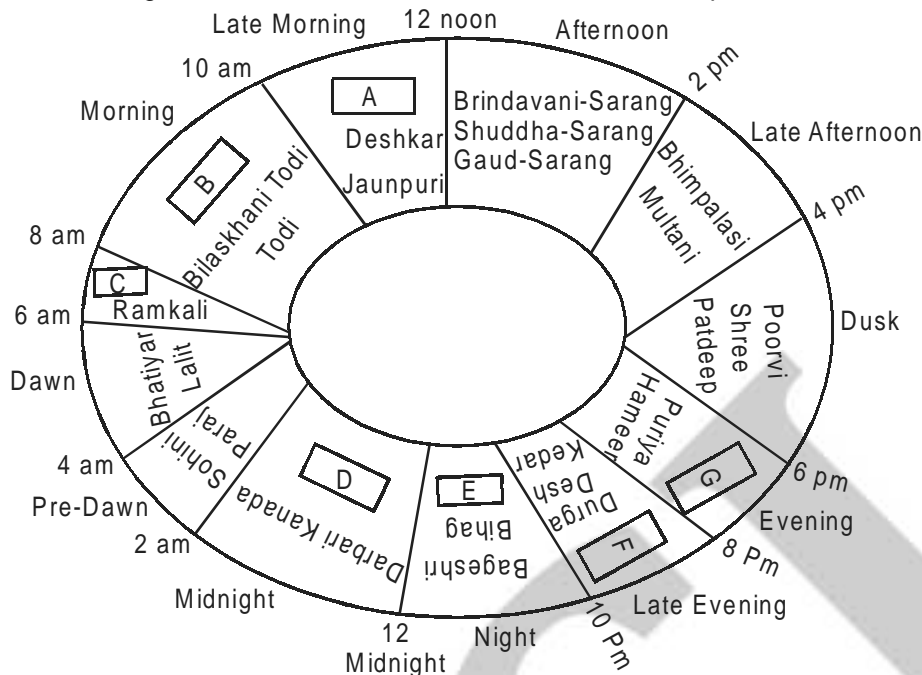 12 noon
Late Morning
Afternoon
10 am
2 pm
A
Deshkar
Jaunpuri
Brindavani-Sarang
Shuddha-Sarang
Gaud-Sarang
Morning
Late Afternoon
B
Bilaskhani Todi
Todi
Bhimpalasi
Multani
4 pm
8 am
C
Ramkali
6 am
Dusk
Poorvi
Shree
Patdeep
Dawn
Bhatiyar
Lalit
Puriya
Hameer
G
6 pm
Evening
4 am
Pre-Dawn
Sohini
Paraj
2 am
D
Darbari Kanada
E
Bihag
Bageshri
Kedar
Desh
Durga
F
8 Pm
Late Evening
10 Pm
Midnight
12
Midnight
Night